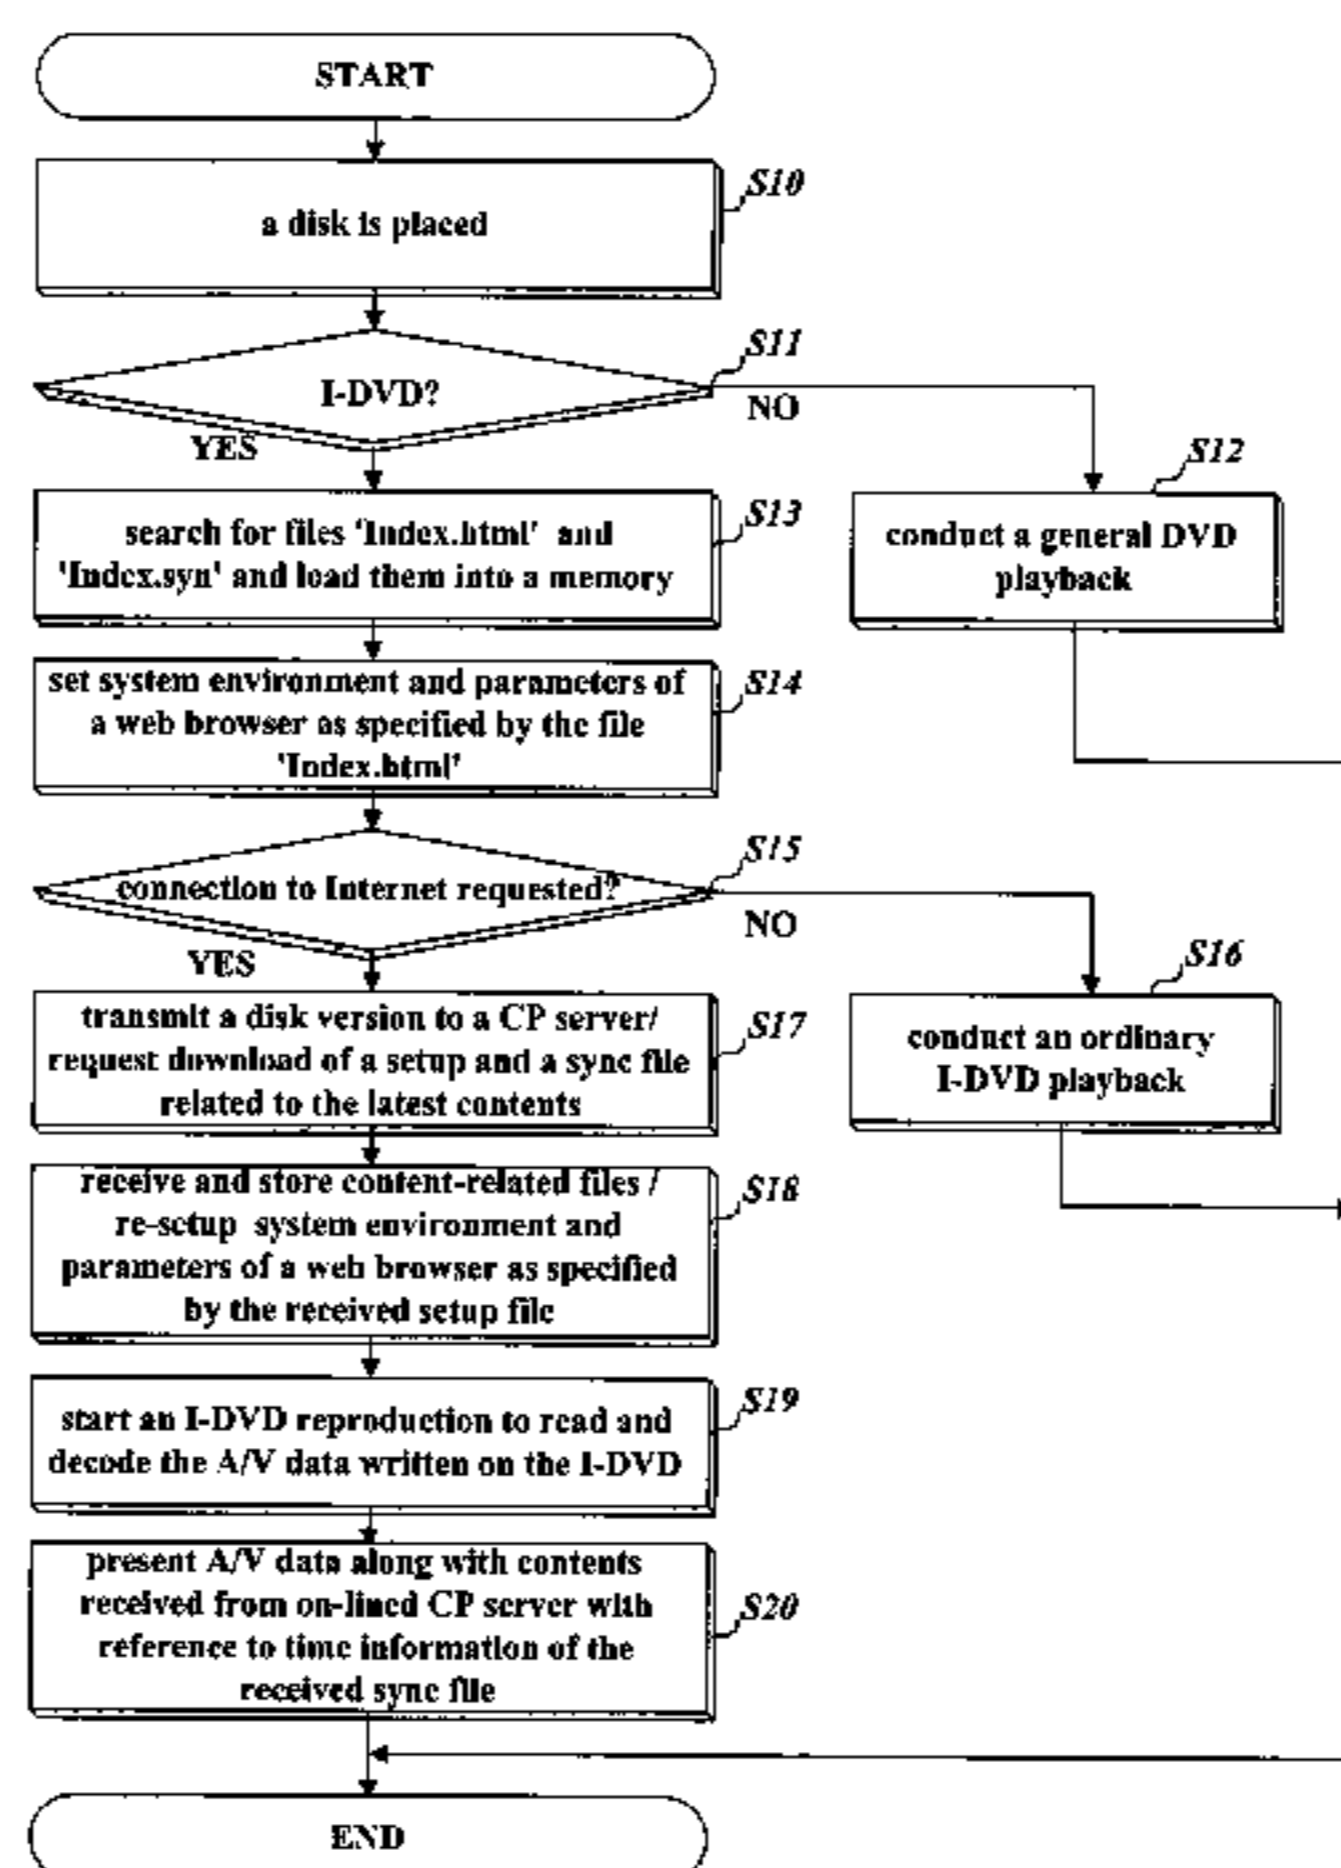 START
S10
a disk is placed
S11
I-DVD?
NO
YES
S12
conduct a general DVD
playback
S13
search for files 'Index.html' and
'Index.syn' and load them into a memory
S14
set system environment and parameters of
a web browser as specified by the file
'Index.html'
S15
connection to Internet requested?
NO
YES
S16
conduct an ordinary
I-DVD playback
S17
transmit a disk version to a CP server/
request download of a setup and a sync file
related to the latest contents
S18
receive and store content-related files /
re-setup system environment and
parameters of a web browser as specified
by the received setup file
S19
start an I-DVD reproduction to read and
decode the A/V data written on the I-DVD
S20
present A/V data along with contents
received from on-lined CP server with
reference to time information of the
received sync file
END